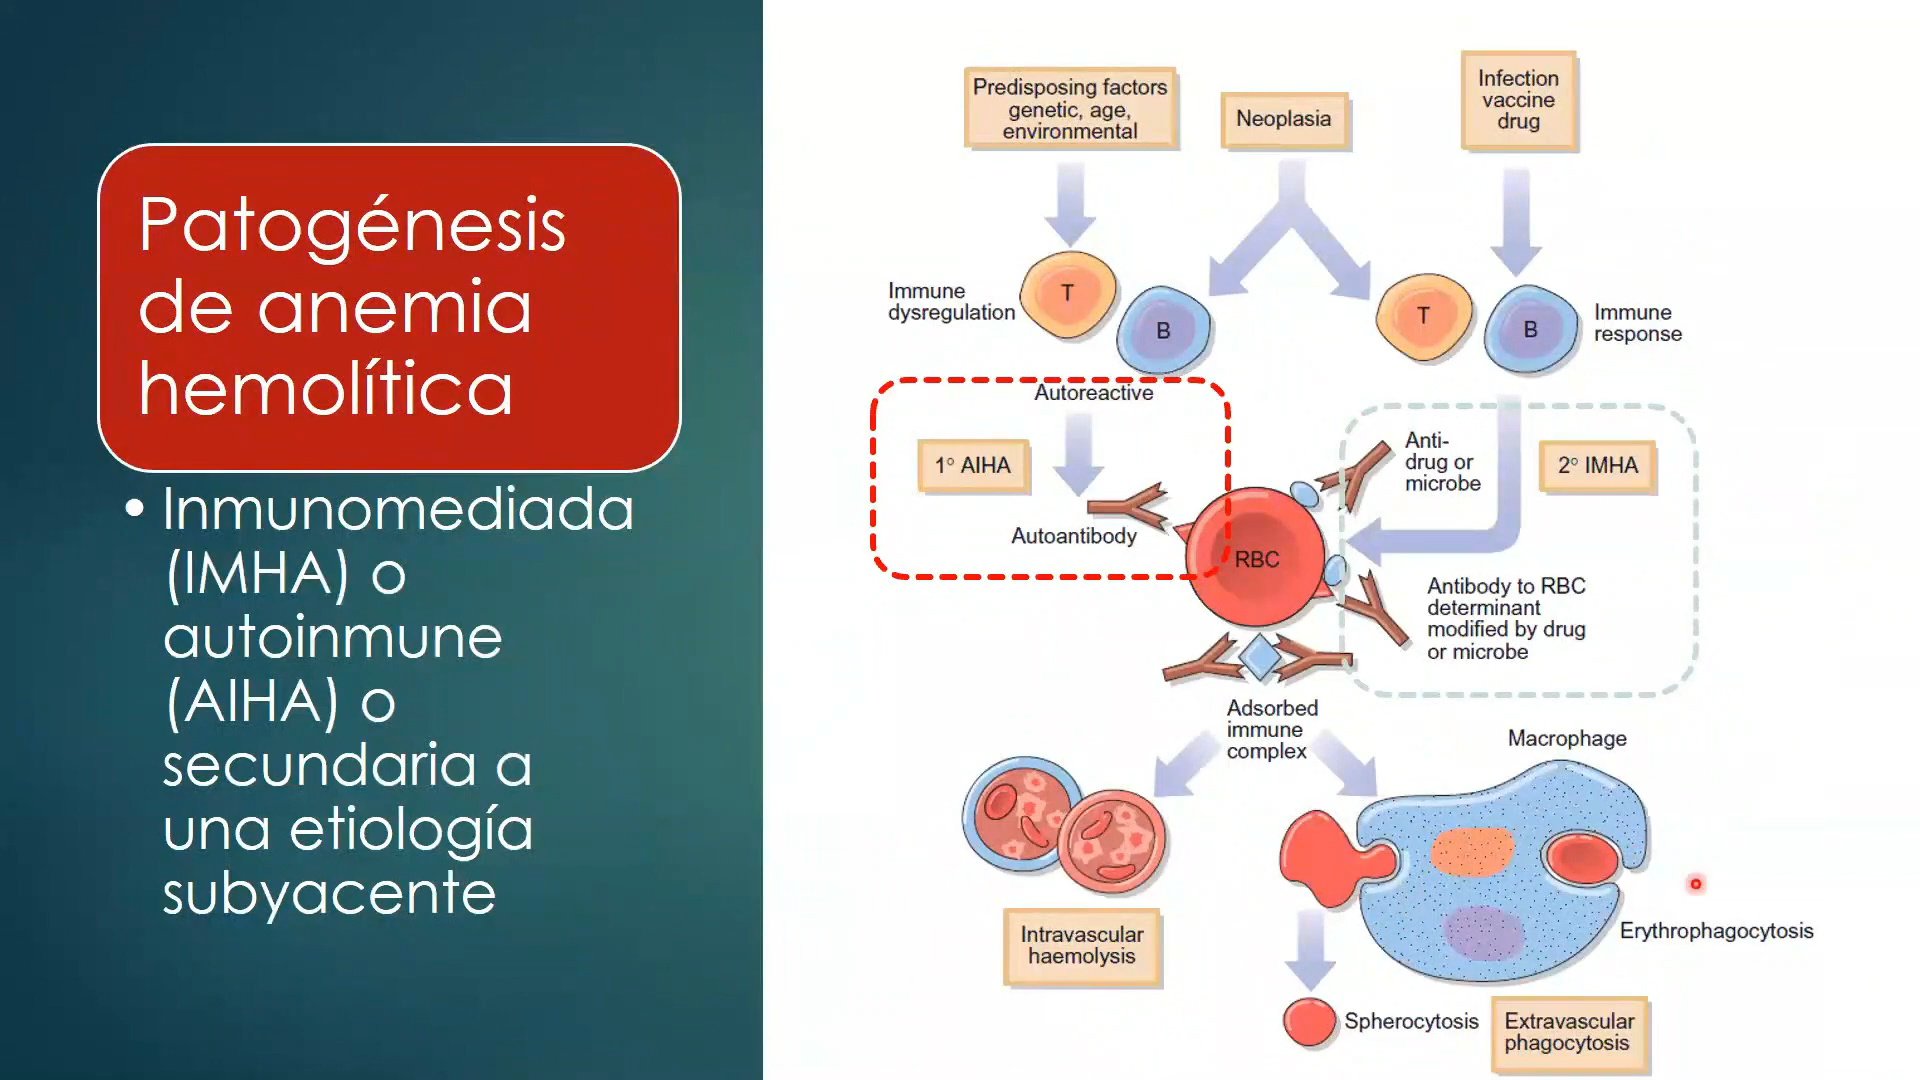 Patogénesis
de anemia
hemolítica
• Inmunomediada
(IMHA) o
autoinmune
(AIHA) o
secundaria a
una etiología
subyacente
Predisposing factors
genetic, age,
environmental
Neoplasia
Infection
vaccine
drug
Immune
dysregulation
T
B
T
B
Immune
response
Autoreactive
1° AIHA
Autoantibody
RBC
Anti-
drug or
microbe
2° IMHA
Antibody to RBC
determinant
modified by drug
or microbe
Adsorbed
immune
complex
Macrophage
Intravascular
haemolysis
Erythrophagocytosis
Spherocytosis
Extravascular
phagocytosis